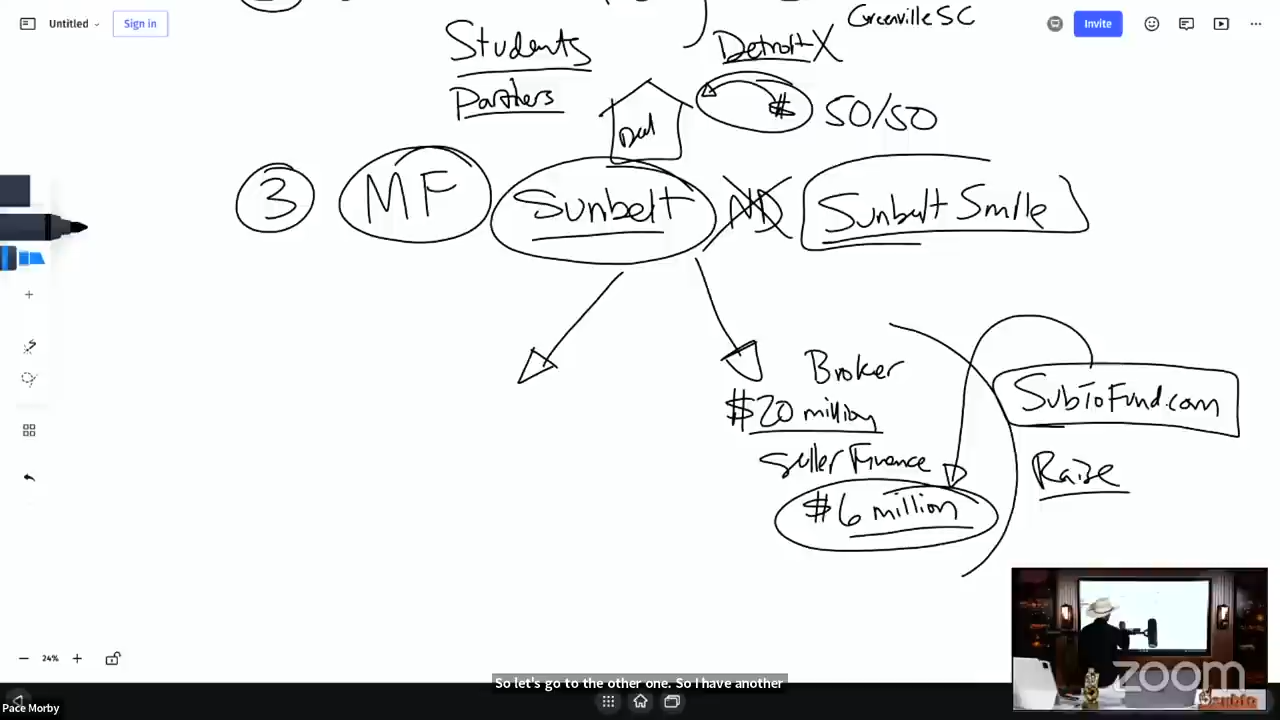 Untitled
Sign in
Invite
Greenville SC
Students
Detroit X
Partners
Deal
$
50/50
3
MF
Sunbelt
ND
Sunbelt Smile
Broker
$20 million
Seller Finance
$6 million
SubToFund.com
Raise
24%
zoom
So let's go to the other one. So I have another
Pace Morby